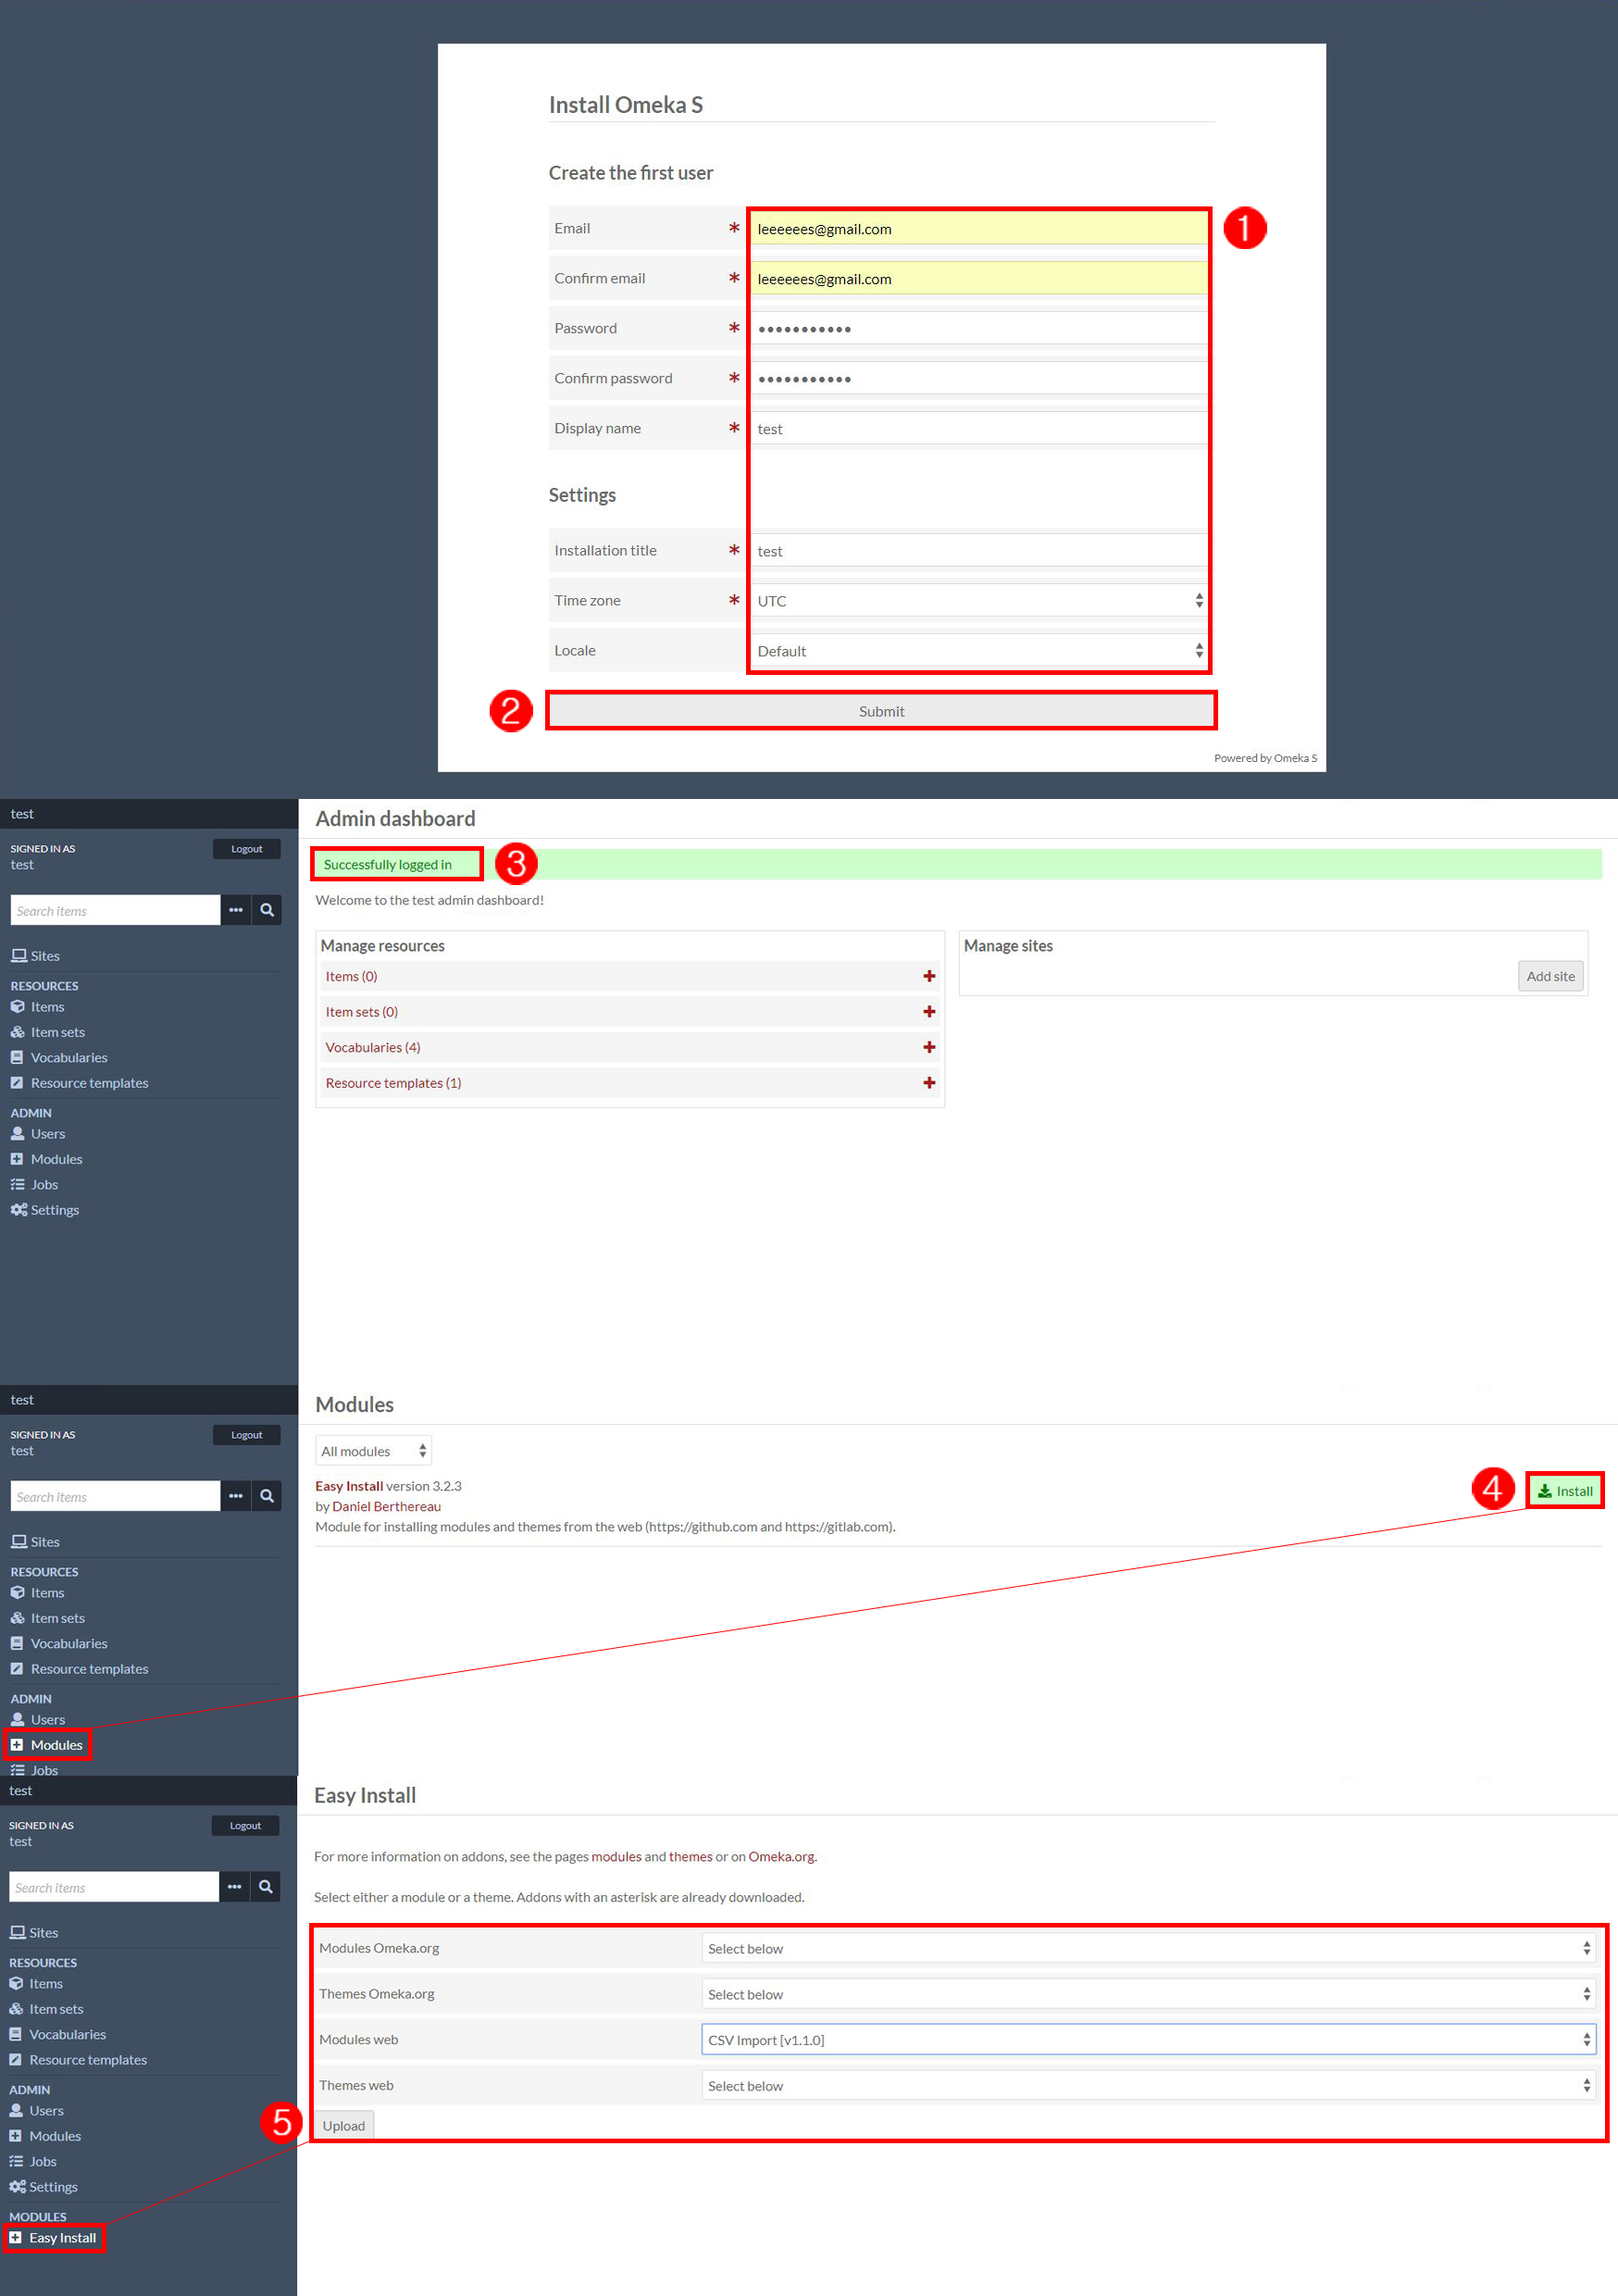 Install Omeka S
Create the first user
Email * leeeeees@gmail.com 1
Confirm email * leeeeees@gmail.com
Password * •••••••••••
Confirm password * •••••••••••
Display name * test
Settings
Installation title * test
Time zone * UTC
Locale Default
2 Submit
Powered by Omeka S
test
SIGNED IN AS
test
Logout
Search items
Sites
RESOURCES
Items
Item sets
Vocabularies
Resource templates
ADMIN
Users
Modules
Jobs
Settings
Admin dashboard
Successfully logged in 3
Welcome to the test admin dashboard!
Manage resources
Items (0)
Item sets (0)
Vocabularies (4)
Resource templates (1)
Manage sites
Add site
test
SIGNED IN AS
test
Logout
Search items
Sites
RESOURCES
Items
Item sets
Vocabularies
Resource templates
ADMIN
Users
Modules
Jobs
Modules
All modules
Easy Install version 3.2.3
by Daniel Berthereau
Module for installing modules and themes from the web (https://github.com and https://gitlab.com).
4 Install
test
SIGNED IN AS
test
Logout
Search items
Sites
RESOURCES
Items
Item sets
Vocabularies
Resource templates
ADMIN
Users
Modules
Jobs
Settings
MODULES
Easy Install
Easy Install
For more information on addons, see the pages modules and themes or on Omeka.org.
Select either a module or a theme. Addons with an asterisk are already downloaded.
Modules Omeka.org Select below
Themes Omeka.org Select below
Modules web CSV Import [v1.1.0]
Themes web Select below
5 Upload